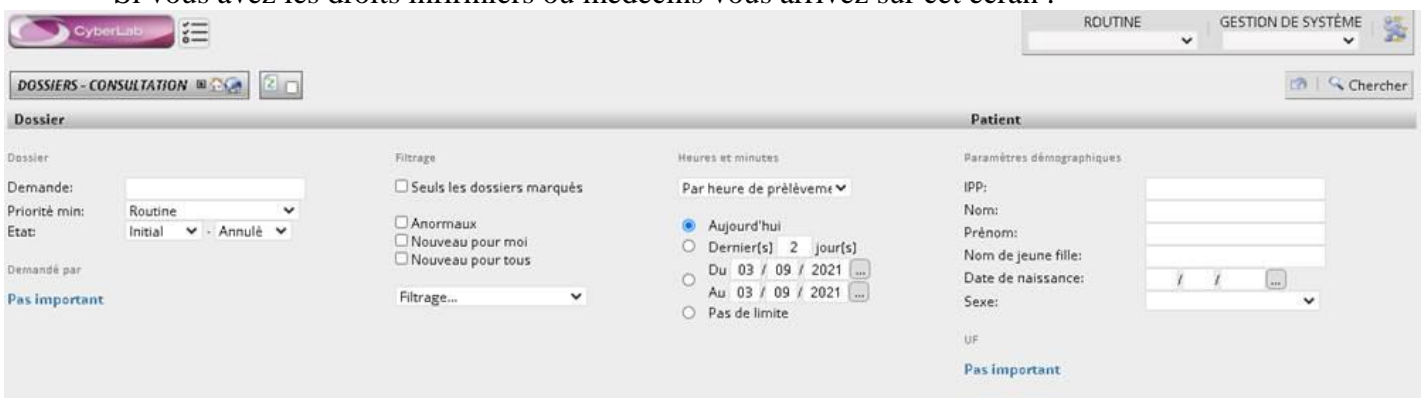 Si vous avez les droits infirmiers ou médecins vous arrivez sur cet écran :
CyberLab
ROUTINE
GESTION DE SYSTÈME
DOSSIERS - CONSULTATION
Chercher
Dossier
Patient
Dossier
Filtrage
Heures et minutes
Paramètres démographiques
Demande:
Seuls les dossiers marqués
Par heure de prélèveme
IPP:
Priorité min: Routine
Nom:
Etat: Initial - Annulé
Anormaux
Aujourd'hui
Prénom:
Nouveau pour moi
Dernier(s) 2 jour(s)
Nom de jeune fille:
Nouveau pour tous
Demandé par
Du 03 / 09 / 2021 ...
Date de naissance: / / ...
Pas important
Filtrage...
Au 03 / 09 / 2021 ...
Sexe:
Pas de limite
UF
Pas important